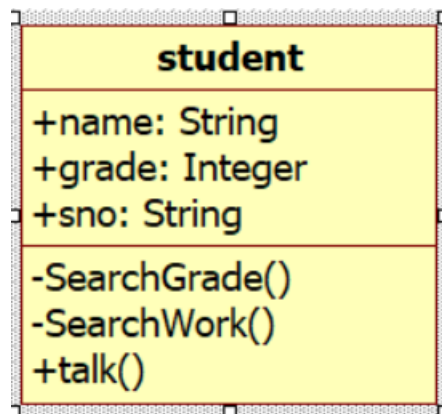 student
+name: String
+grade: Integer
+sno: String
-SearchGrade()
-SearchWork()
+talk()